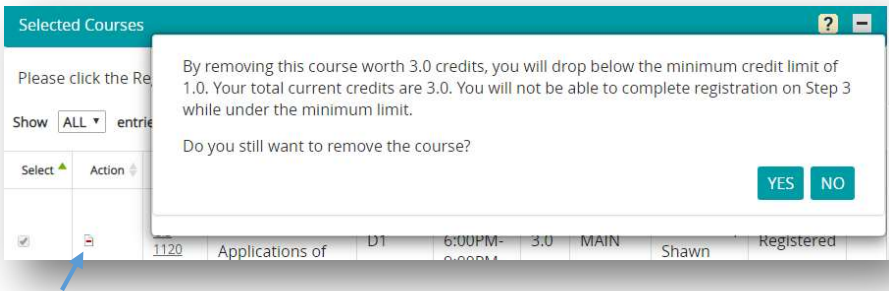 Selected Courses ? –
Please click the Re
By removing this course worth 3.0 credits, you will drop below the minimum credit limit of
1.0. Your total current credits are 3.0. You will not be able to complete registration on Step 3
while under the minimum limit.
Do you still want to remove the course?
YES NO
Show ALL entrie
Select Action
1120 Applications of D1 6:00PM- 3.0 MAIN Shawn Registered